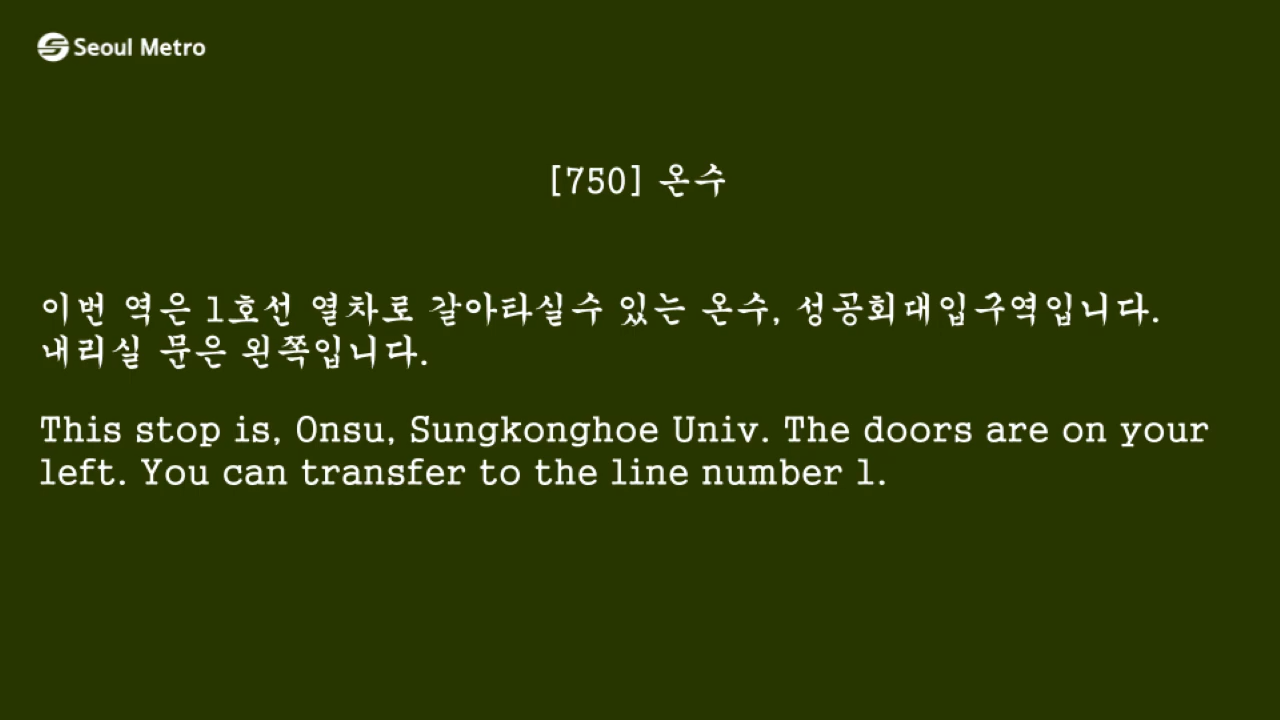 Seoul Metro
[750] 온수
이번 역은 1호선 열차로 갈아타실수 있는 온수, 성공회대입구역입니다.
내리실 문은 왼쪽입니다.
This stop is, Onsu, Sungkonghoe Univ. The doors are on your
left. You can transfer to the line number 1.